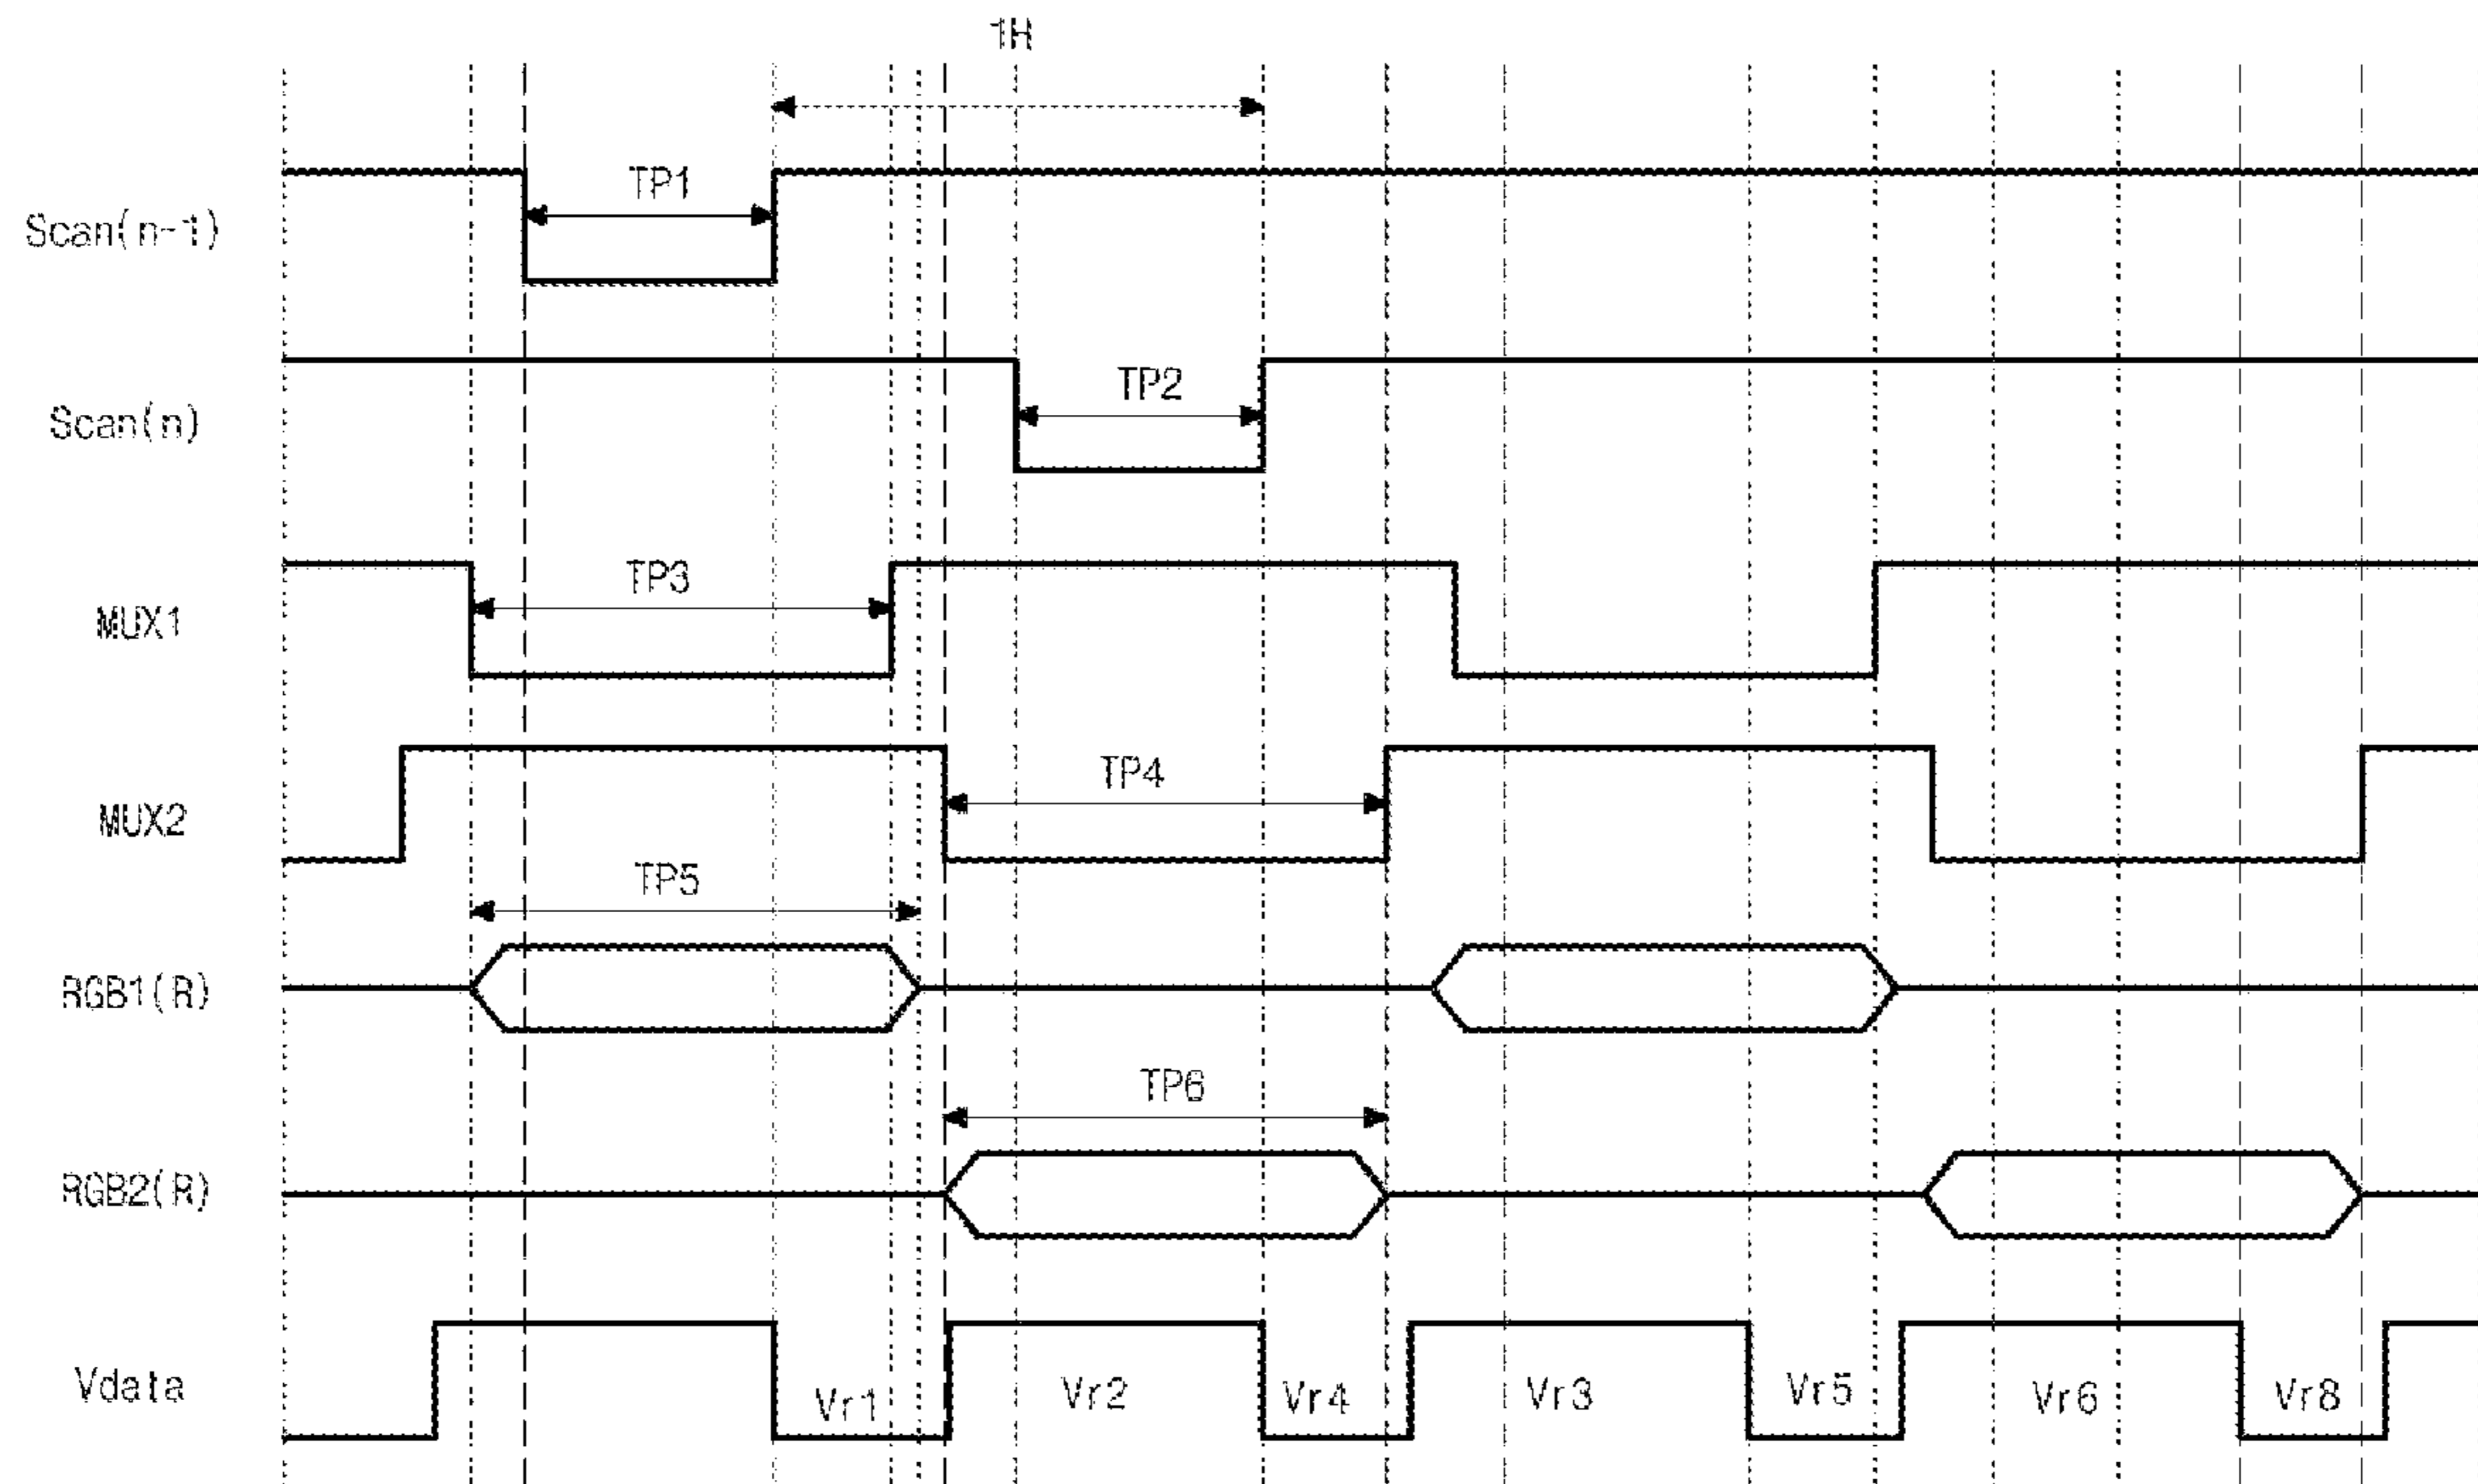 1H
TP1
Scan(n-1)
TP2
Scan(n)
TP3
MUX1
TP4
MUX2
TP5
RGB1(R)
TP6
RGB2(R)
Vdata
Vr1
Vr2
Vr4
Vr3
Vr5
Vr6
Vr8